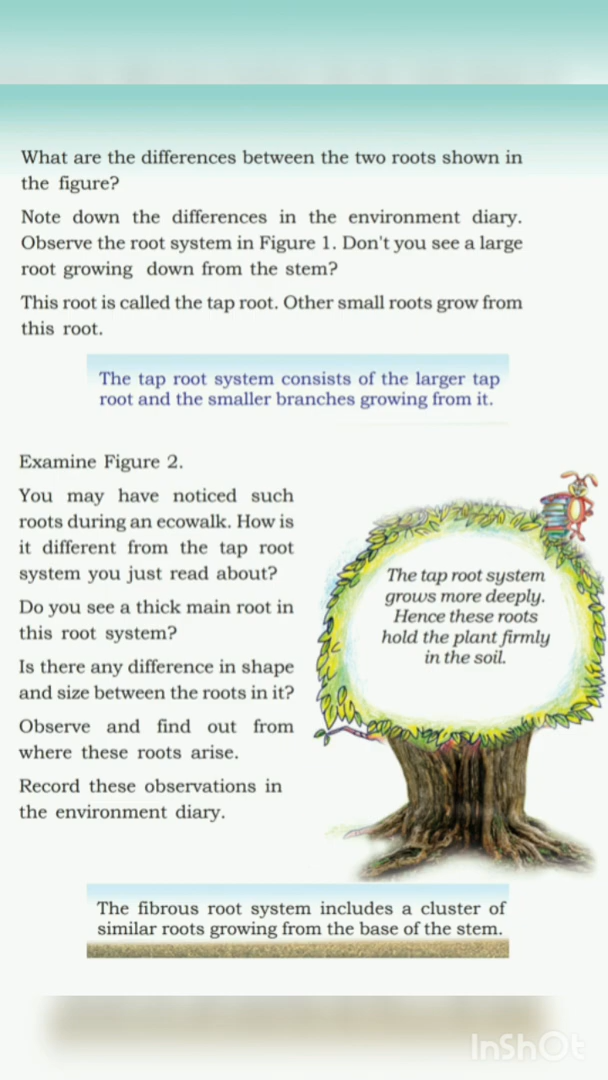 What are the differences between the two roots shown in
the figure?
Note down the differences in the environment diary.
Observe the root system in Figure 1. Don't you see a large
root growing down from the stem?
This root is called the tap root. Other small roots grow from
this root.
The tap root system consists of the larger tap
root and the smaller branches growing from it.
Examine Figure 2.
You may have noticed such
roots during an ecowalk. How is
it different from the tap root
system you just read about?
Do you see a thick main root in
this root system?
Is there any difference in shape
and size between the roots in it?
Observe and find out from
where these roots arise.
Record these observations in
the environment diary.
The tap root system
grows more deeply.
Hence these roots
hold the plant firmly
in the soil.
The fibrous root system includes a cluster of
similar roots growing from the base of the stem.
InShOt